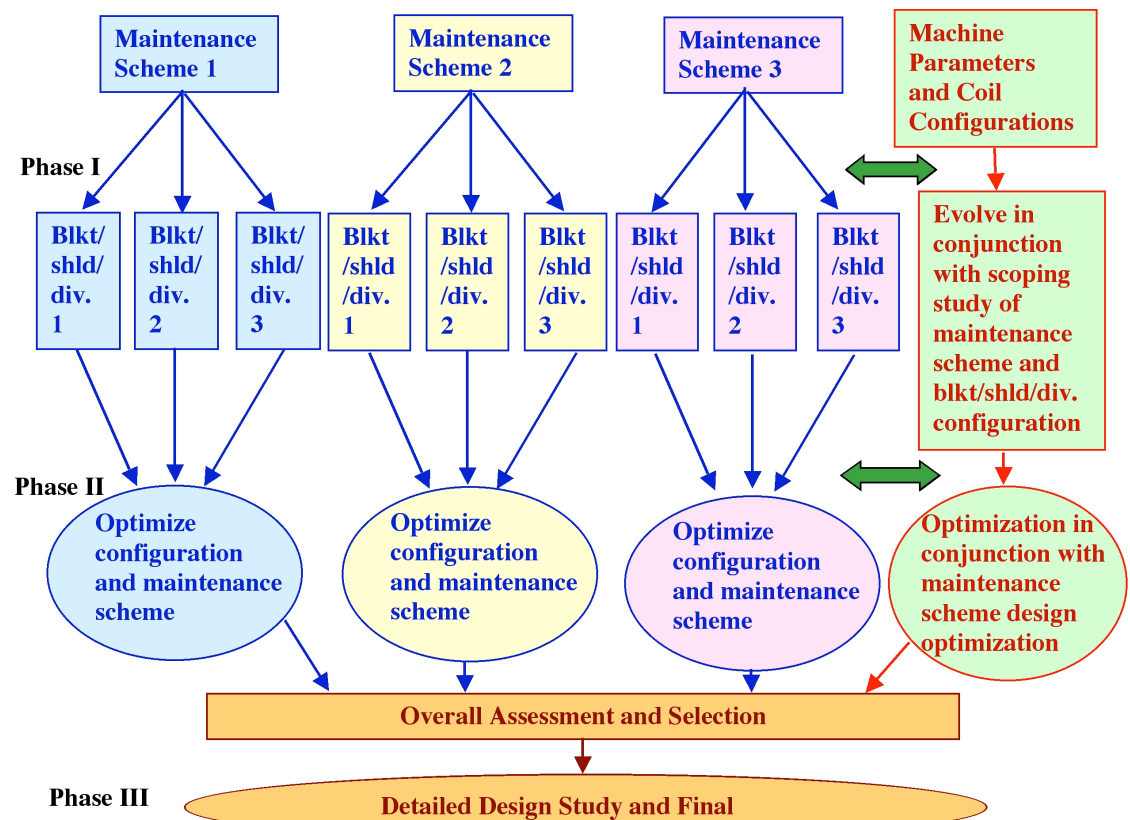 Maintenance
Scheme 1
Maintenance
Scheme 2
Maintenance
Scheme 3
Machine
Parameters
and Coil
Configurations
Phase I
Blkt/
shld/
div.
1
Blkt/
shld/
div.
2
Blkt/
shld/
div.
3
Blkt
/shld
/div.
1
Blkt
/shld
/div.
2
Blkt
/shld
/div.
3
Blkt
/shld
/div.
1
Blkt
/shld
/div.
2
Blkt
/shld
/div.
3
Evolve in
conjunction
with scoping
study of
maintenance
scheme and
blkt/shld/div.
configuration
Phase II
Optimize
configuration
and maintenance
scheme
Optimize
configuration
and maintenance
scheme
Optimize
configuration
and maintenance
scheme
Optimization in
conjunction with
maintenance
scheme design
optimization
Overall Assessment and Selection
Phase III
Detailed Design Study and Final